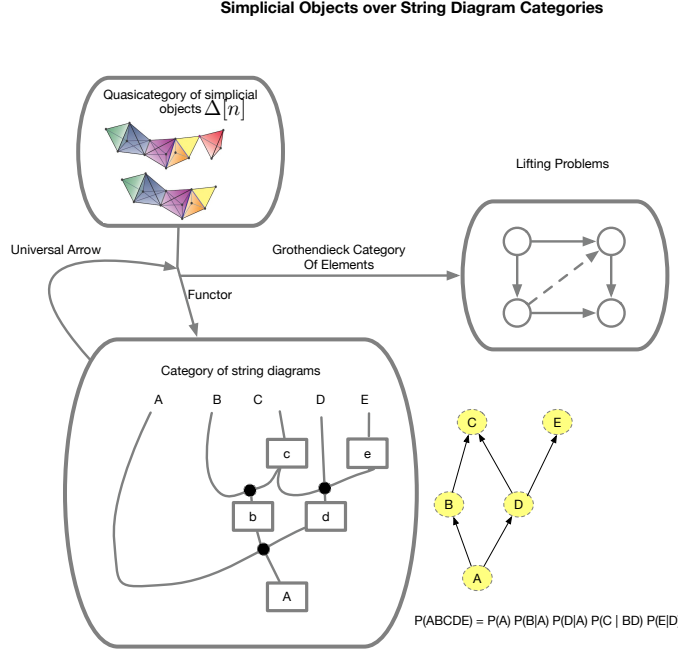 Simplicial Objects over String Diagram Categories
Quasicategory of simplicial
objects Δ[n]
Lifting Problems
Universal Arrow
Grothendieck Category
Of Elements
Functor
Category of string diagrams
A B C D E
c e
b d
A
C E
B D
A
P(ABCDE) = P(A) P(B|A) P(D|A) P(C | BD) P(E|D